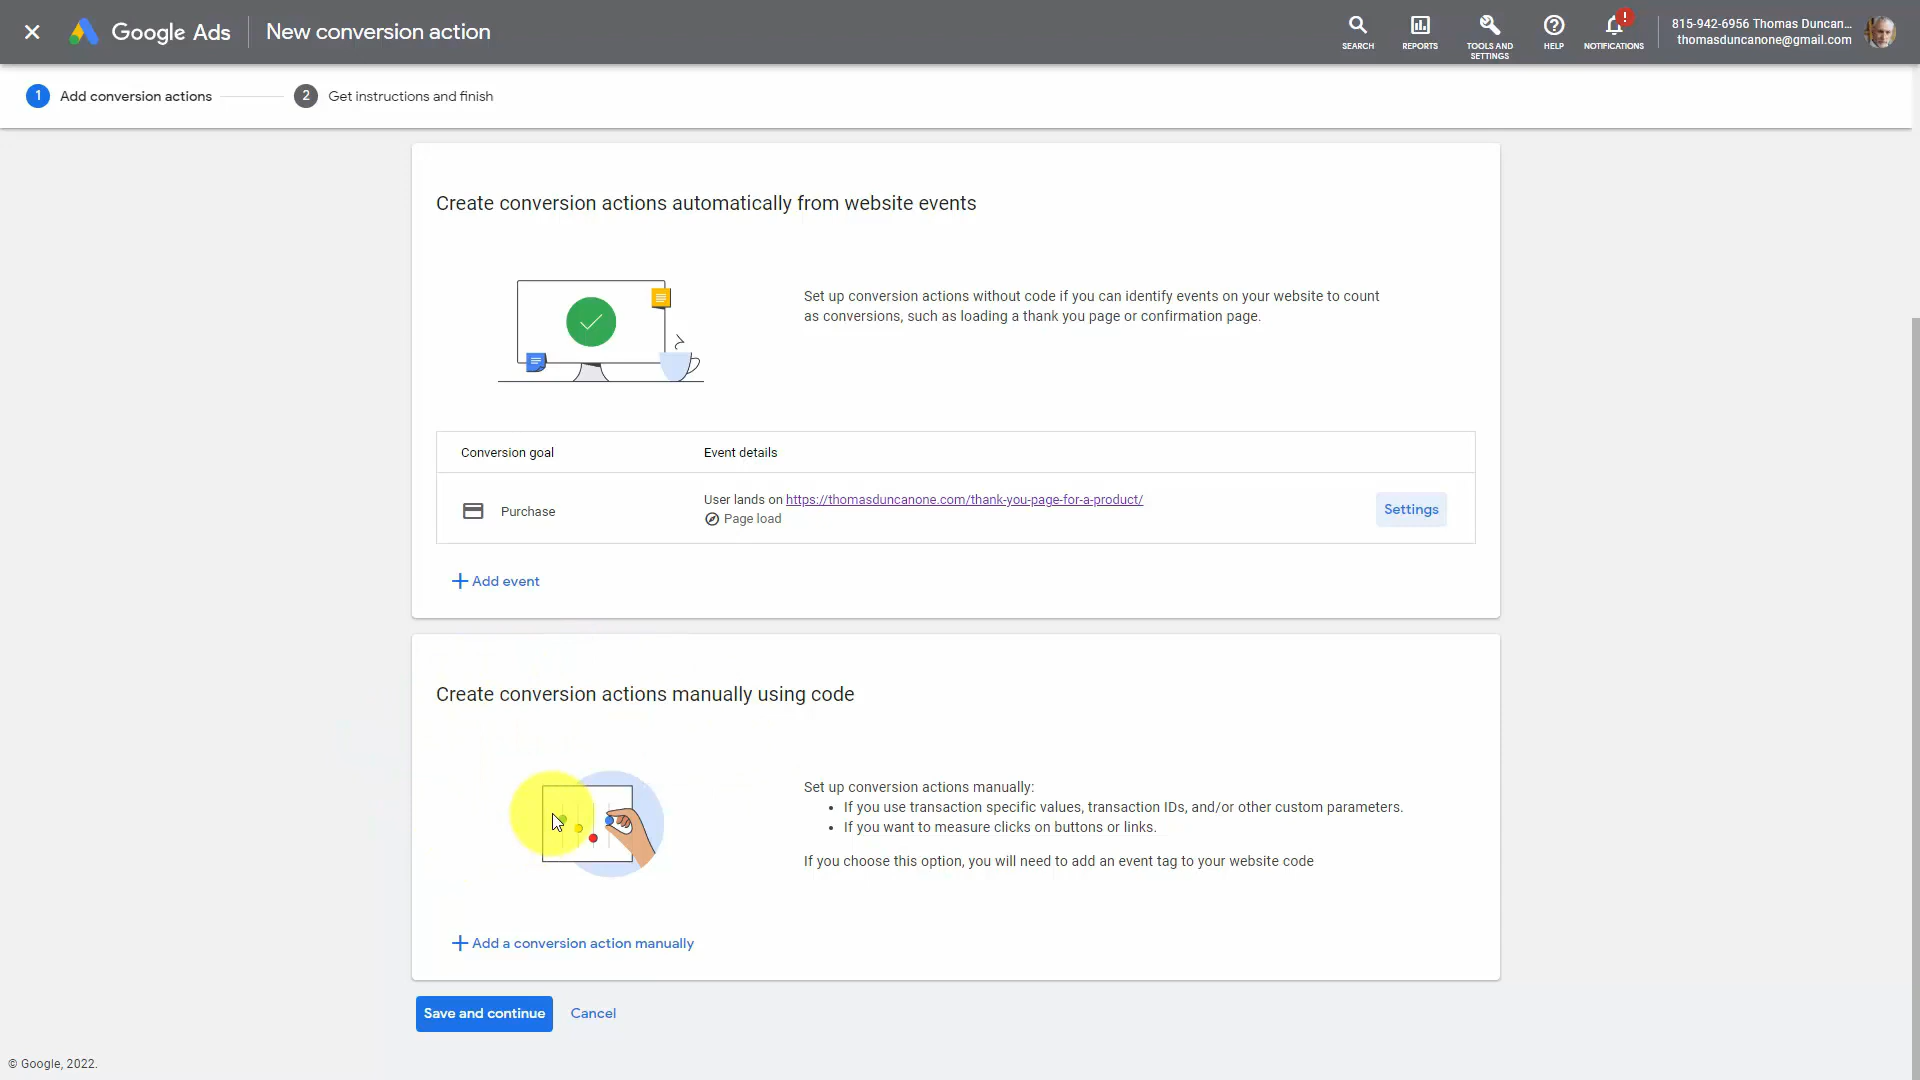 Google Ads
New conversion action
SEARCH
REPORTS
TOOLS AND
SETTINGS
HELP
!
NOTIFICATIONS
815-942-6956 Thomas Duncan...
thomasduncanone@gmail.com
1
Add conversion actions
2
Get instructions and finish
Create conversion actions automatically from website events
Set up conversion actions without code if you can identify events on your website to count
as conversions, such as loading a thank you page or confirmation page.
Conversion goal
Event details
Purchase
User lands on https://thomasduncanone.com/thank-you-page-for-a-product/
Page load
Settings
Add event
Create conversion actions manually using code
Set up conversion actions manually:
• If you use transaction specific values, transaction IDs, and/or other custom parameters.
• If you want to measure clicks on buttons or links.
If you choose this option, you will need to add an event tag to your website code
Add a conversion action manually
Save and continue
Cancel
© Google, 2022.